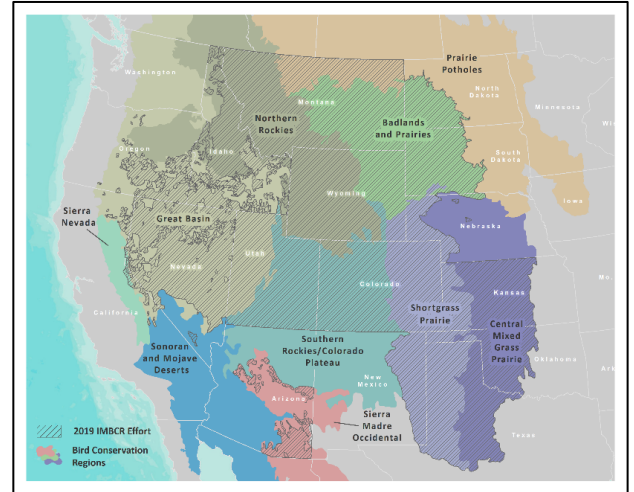 Washington
Prairie
Potholes
North
Dakota
Minnesota
Montana
Northern
Rockies
Badlands
and Prairies
Oregon
Idaho
South
Dakota
Wyoming
Iowa
Sierra
Nevada
Great Basin
Nebraska
Utah
Nevada
Colorado
Kansas
Mo.
California
Shortgrass
Prairie
Central
Mixed
Grass
Prairie
Sonoran
and Mojave
Deserts
Southern
Rockies/Colorado
Plateau
Oklahoma
New
Mexico
Arizona
Sierra
Madre
Occidental
Texas
2019 IMBCR Effort
Bird Conservation
Regions